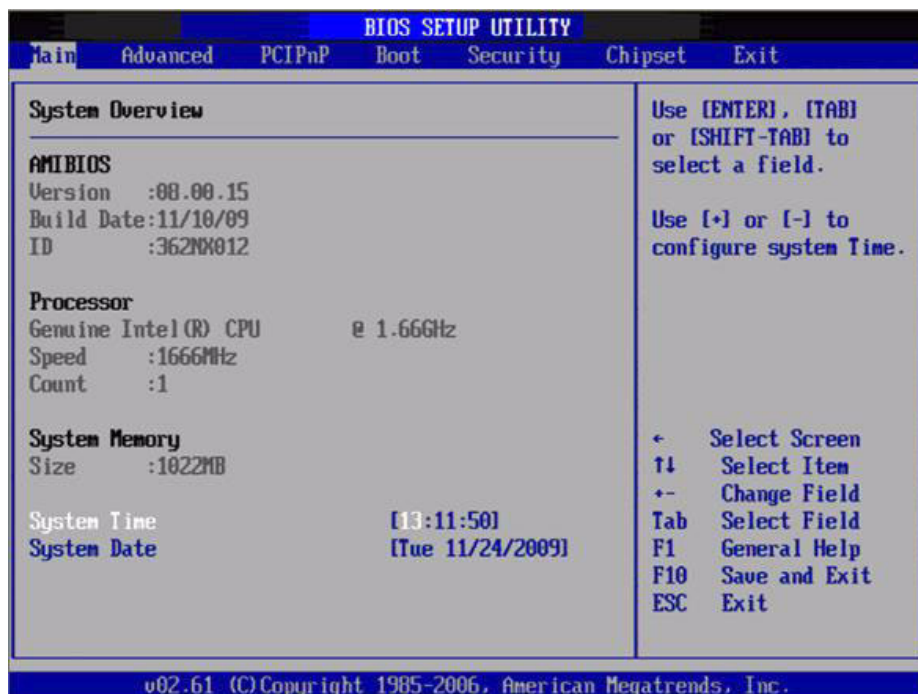 BIOS SETUP UTILITY
Main Advanced PCIPnP Boot Security Chipset Exit
System Overview
AMIBIOS
Version :08.00.15
Build Date:11/10/09
ID :362NX012
Processor
Genuine Intel(R) CPU @ 1.66GHz
Speed :1666MHz
Count :1
System Memory
Size :1022MB
System Time [13:11:50]
System Date [Tue 11/24/2009]
Use [ENTER], [TAB]
or [SHIFT-TAB] to
select a field.
Use [+] or [-] to
configure system Time.
← Select Screen
↑↓ Select Item
+- Change Field
Tab Select Field
F1 General Help
F10 Save and Exit
ESC Exit
v02.61 (C)Copyright 1985-2006, American Megatrends, Inc.